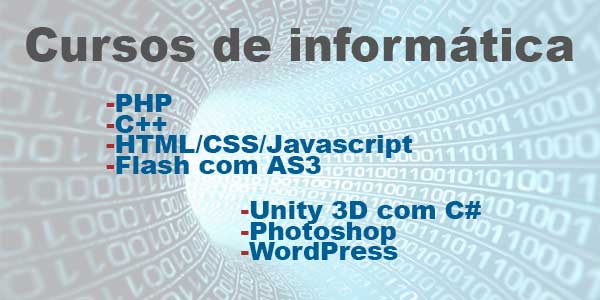 Cursos de informática
-PHP
-C++
-HTML/CSS/Javascript
-Flash com AS3
-Unity 3D com C#
-Photoshop
-WordPress